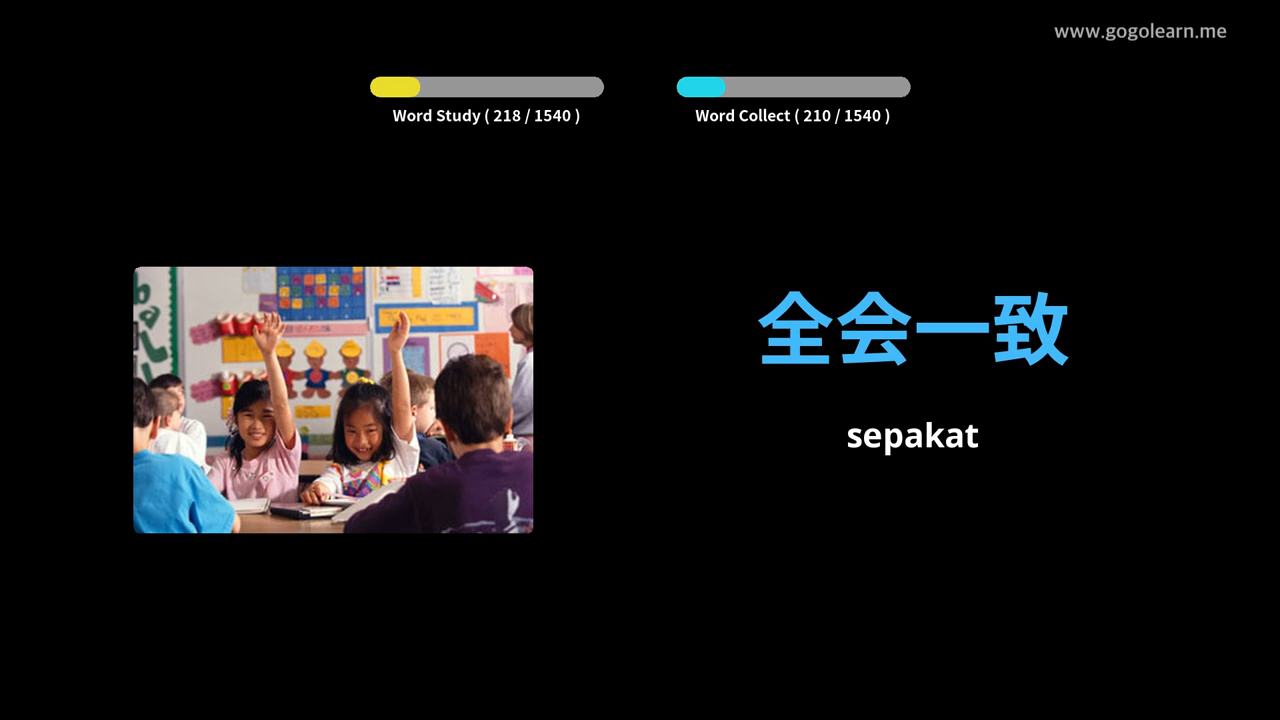 www.gogolearn.me
Word Study ( 218 / 1540 )
Word Collect ( 210 / 1540 )
全会一致
sepakat